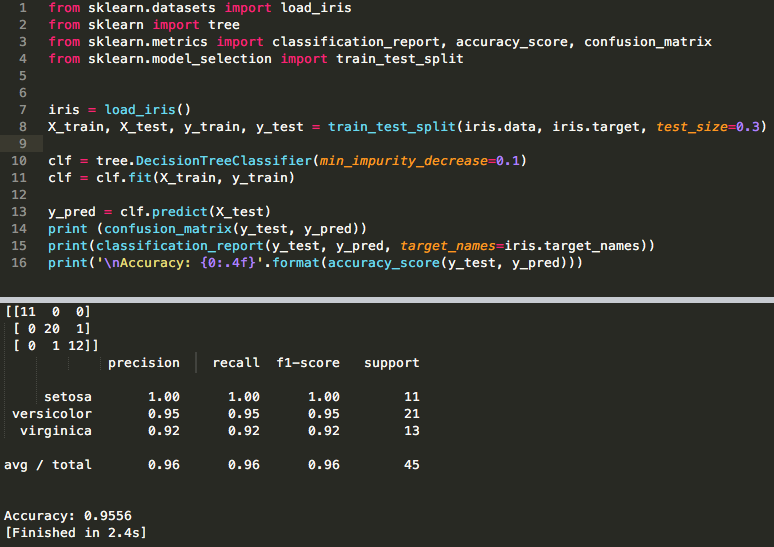 1 from sklearn.datasets import load_iris
2 from sklearn import tree
3 from sklearn.metrics import classification_report, accuracy_score, confusion_matrix
4 from sklearn.model_selection import train_test_split
5
6
7 iris = load_iris()
8 X_train, X_test, y_train, y_test = train_test_split(iris.data, iris.target, test_size=0.3)
9
10 clf = tree.DecisionTreeClassifier(min_impurity_decrease=0.1)
11 clf = clf.fit(X_train, y_train)
12
13 y_pred = clf.predict(X_test)
14 print (confusion_matrix(y_test, y_pred))
15 print(classification_report(y_test, y_pred, target_names=iris.target_names))
16 print('\nAccuracy: {0:.4f}'.format(accuracy_score(y_test, y_pred)))
[[11  0  0]
 [ 0 20  1]
 [ 0  1 12]]
             precision    recall  f1-score   support

     setosa       1.00      1.00      1.00        11
 versicolor       0.95      0.95      0.95        21
  virginica       0.92      0.92      0.92        13

avg / total       0.96      0.96      0.96        45

Accuracy: 0.9556
[Finished in 2.4s]